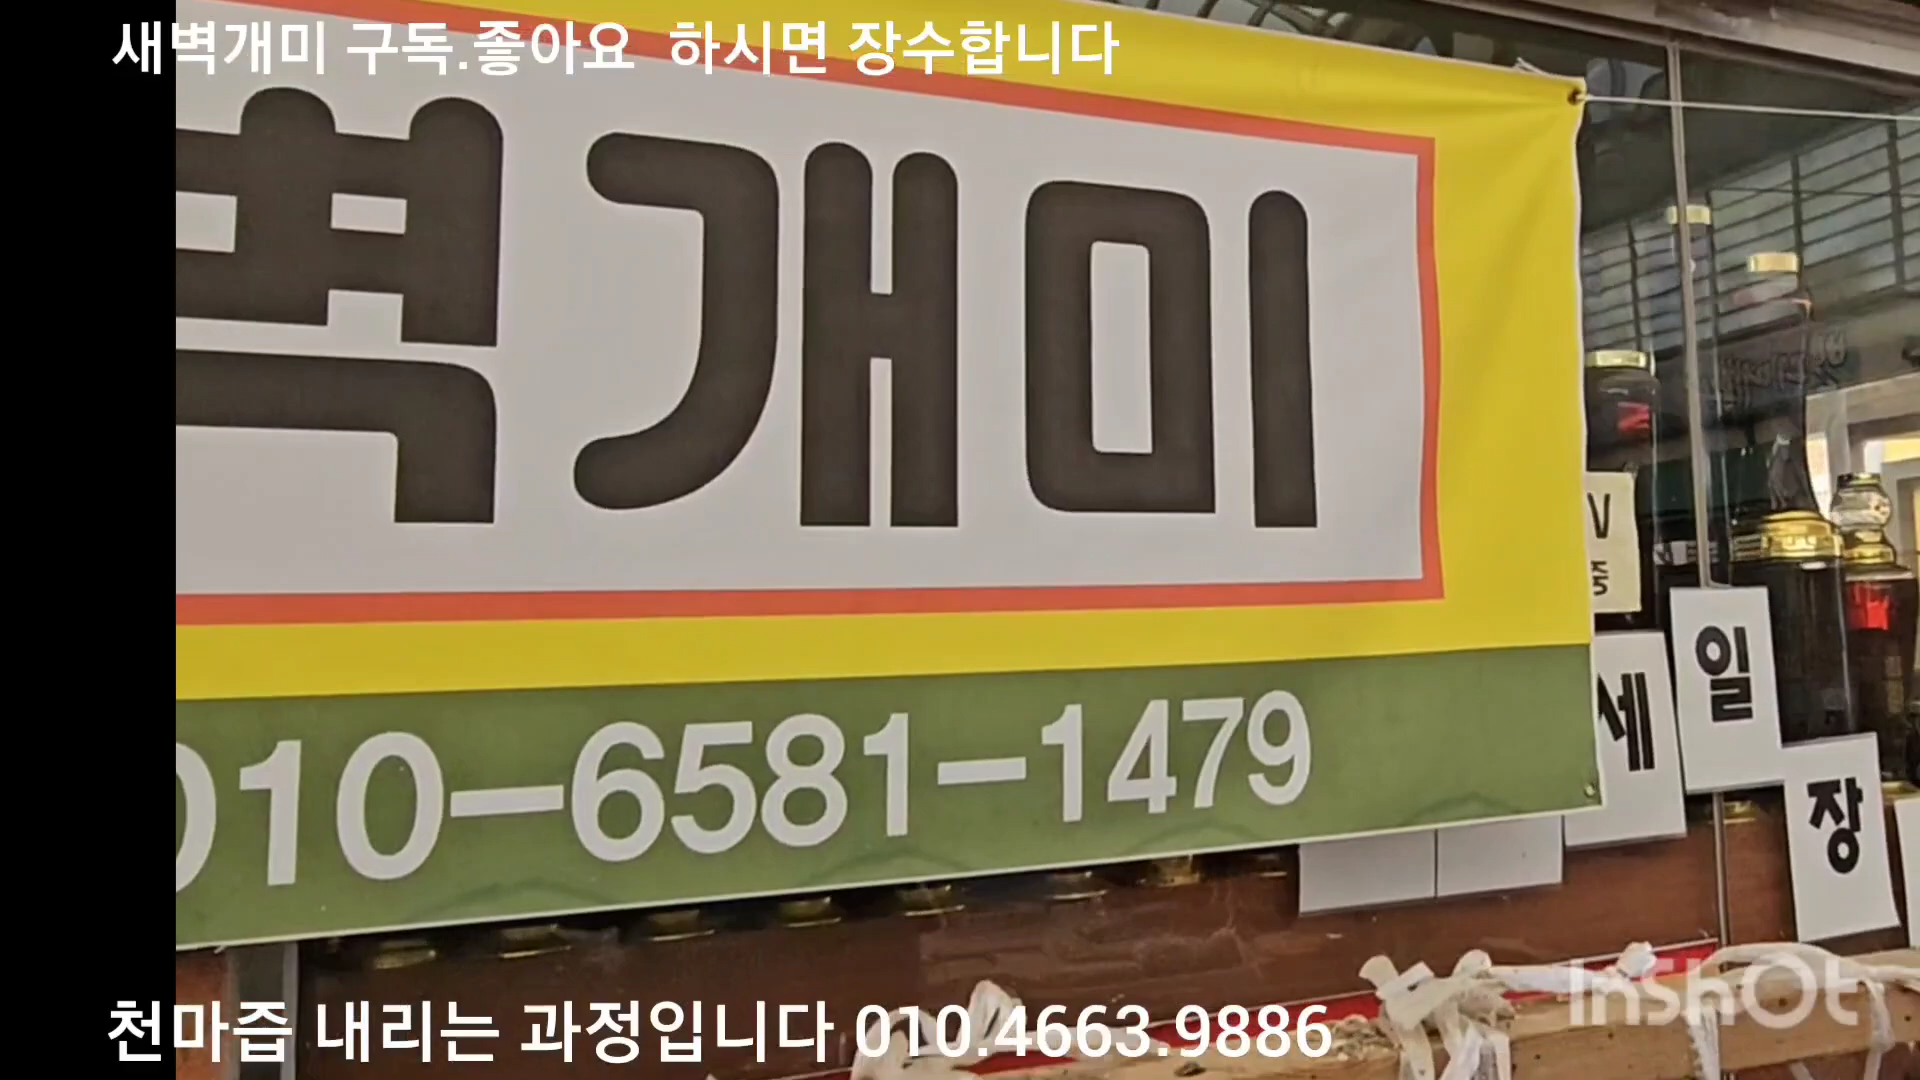 새벽개미 구독.좋아요 하시면 장수합니다
벽개미
010-6581-1479
V
중
세
일
장
천마즙 내리는 과정입니다 010.4663.9886
InShOt